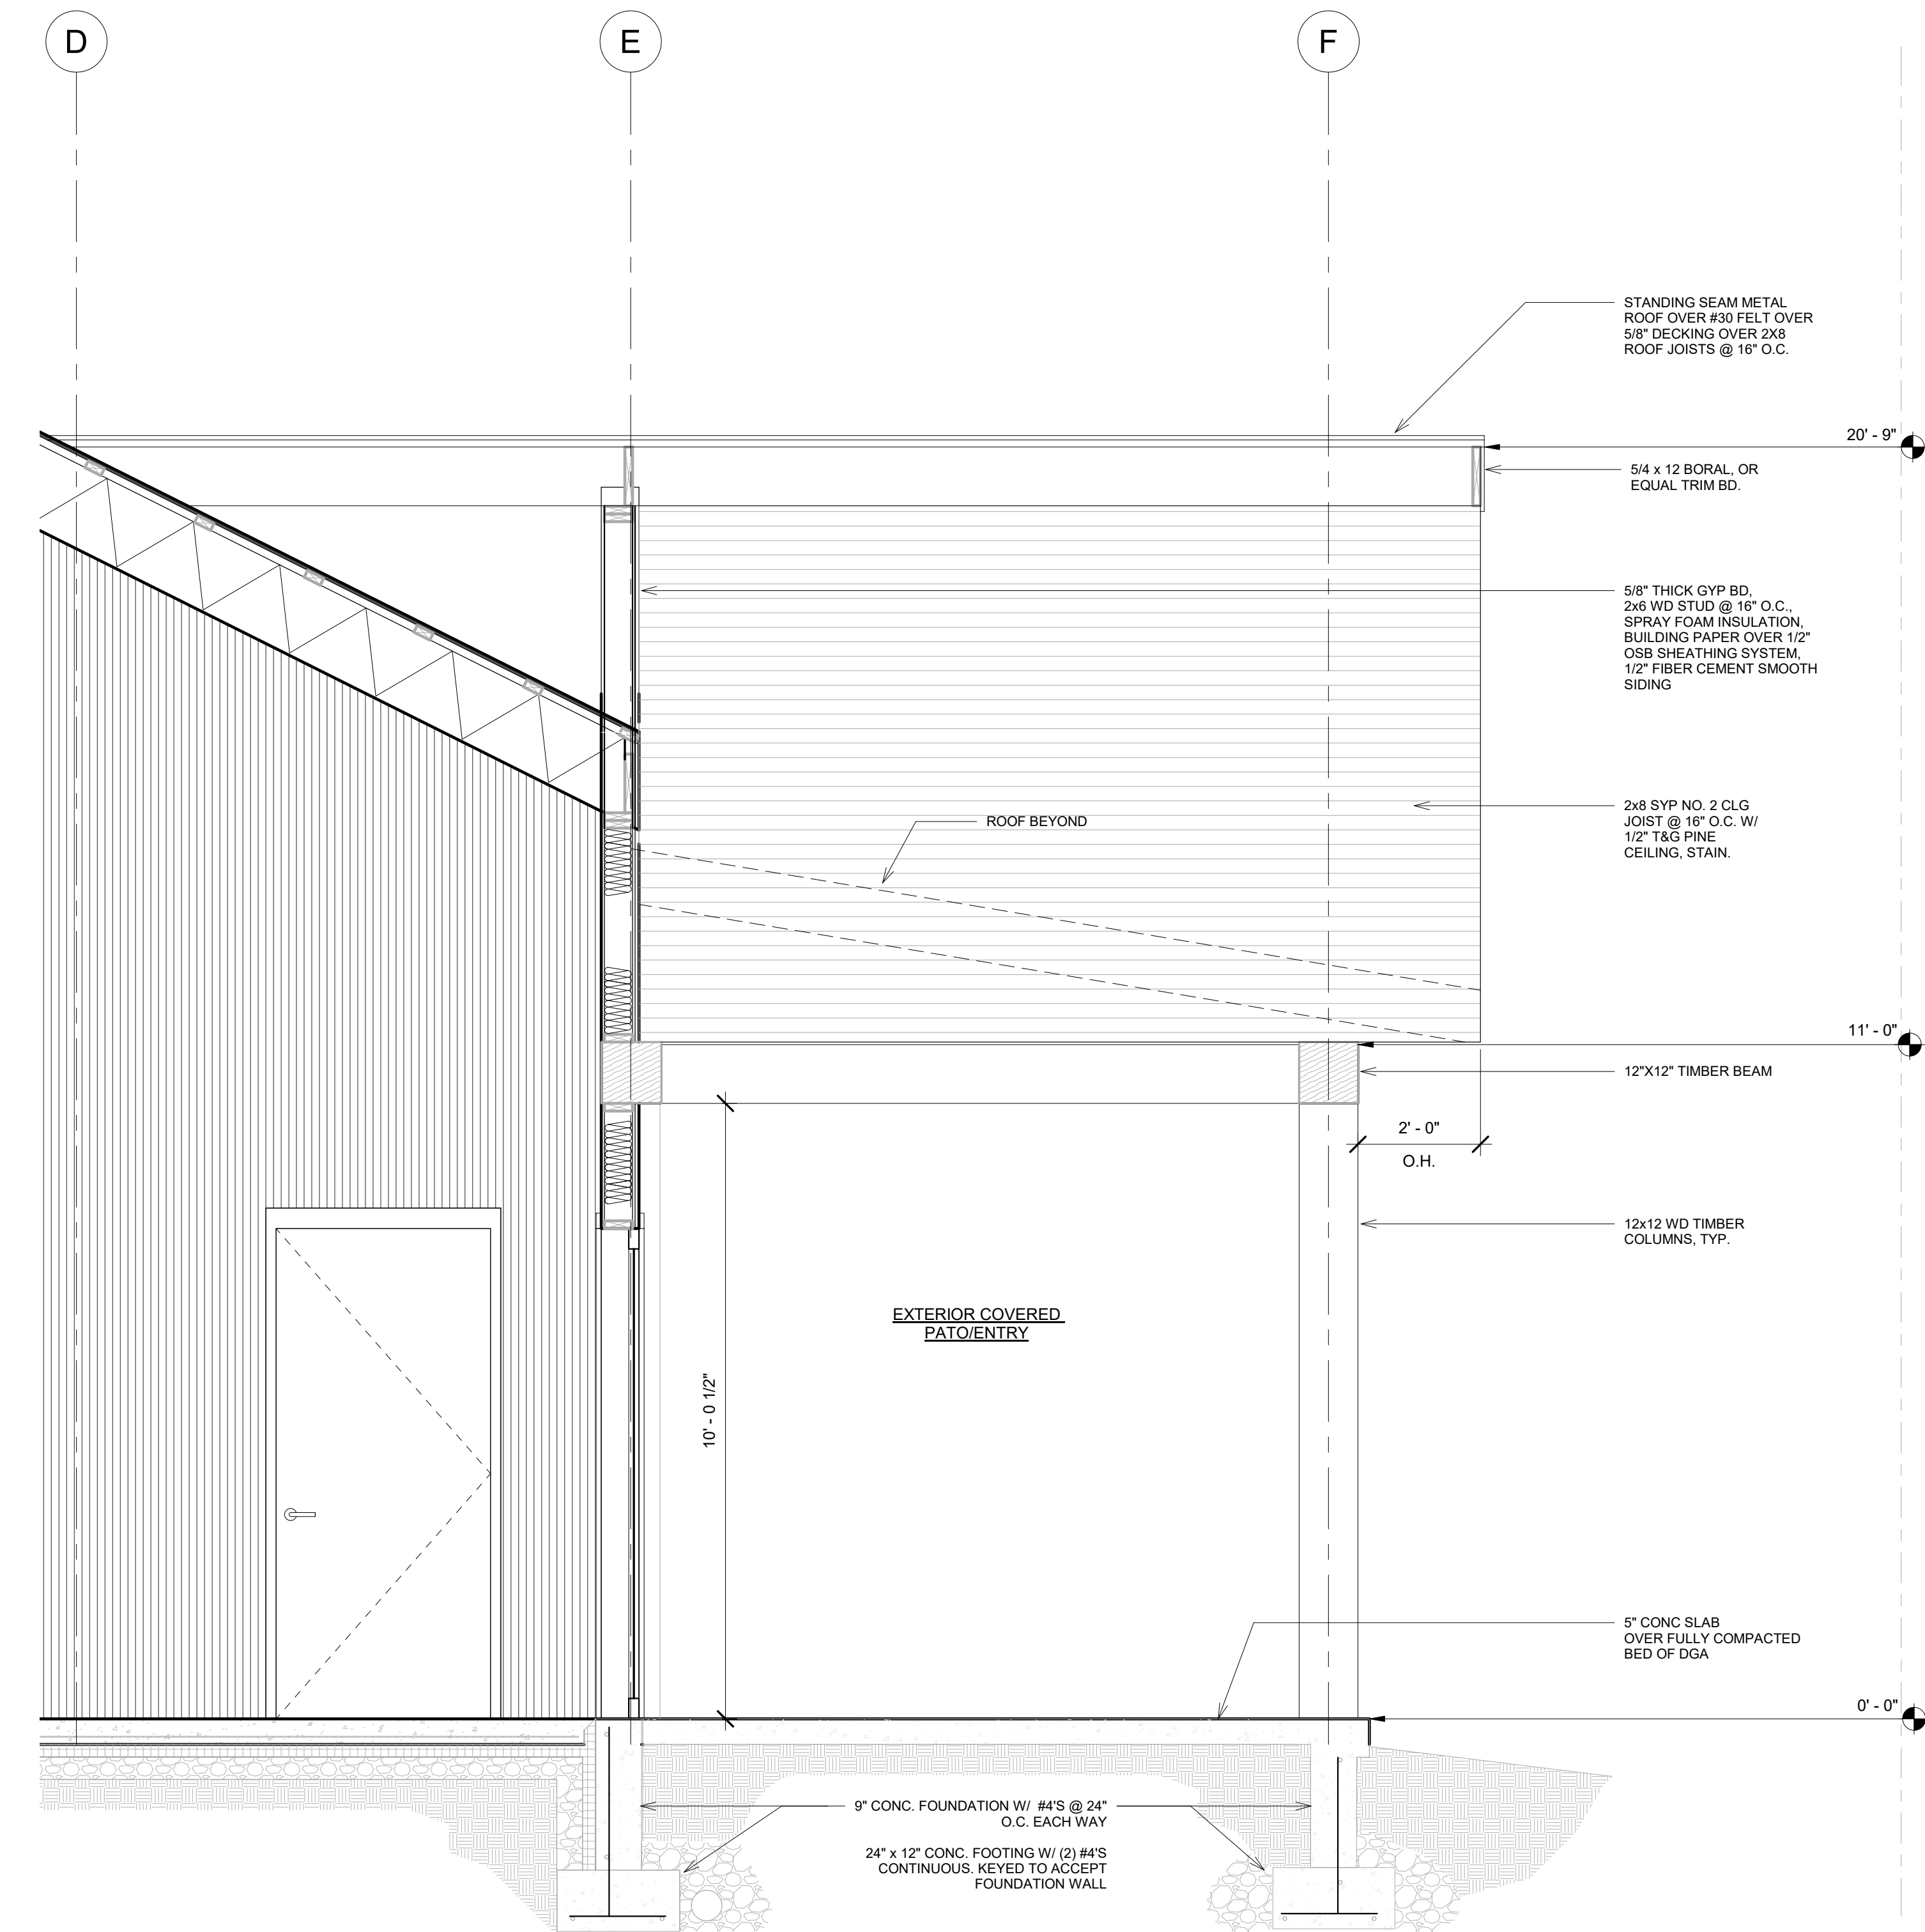 D
E
F
STANDING SEAM METAL
ROOF OVER #30 FELT OVER
5/8" DECKING OVER 2X8
ROOF JOISTS @ 16" O.C.
20' - 9"
5/4 x 12 BORAL, OR
EQUAL TRIM BD.
5/8" THICK GYP BD,
2x6 WD STUD @ 16" O.C.,
SPRAY FOAM INSULATION,
BUILDING PAPER OVER 1/2"
OSB SHEATHING SYSTEM,
1/2" FIBER CEMENT SMOOTH
SIDING
2x8 SYP NO. 2 CLG
JOIST @ 16" O.C. W/
1/2" T&G PINE
CEILING, STAIN.
ROOF BEYOND
11' - 0"
12"X12" TIMBER BEAM
2' - 0"
O.H.
12x12 WD TIMBER
COLUMNS, TYP.
EXTERIOR COVERED
PATO/ENTRY
10' - 0 1/2"
5" CONC SLAB
OVER FULLY COMPACTED
BED OF DGA
0' - 0"
9" CONC. FOUNDATION W/ #4'S @ 24"
O.C. EACH WAY
24" x 12" CONC. FOOTING W/ (2) #4'S
CONTINUOUS. KEYED TO ACCEPT
FOUNDATION WALL